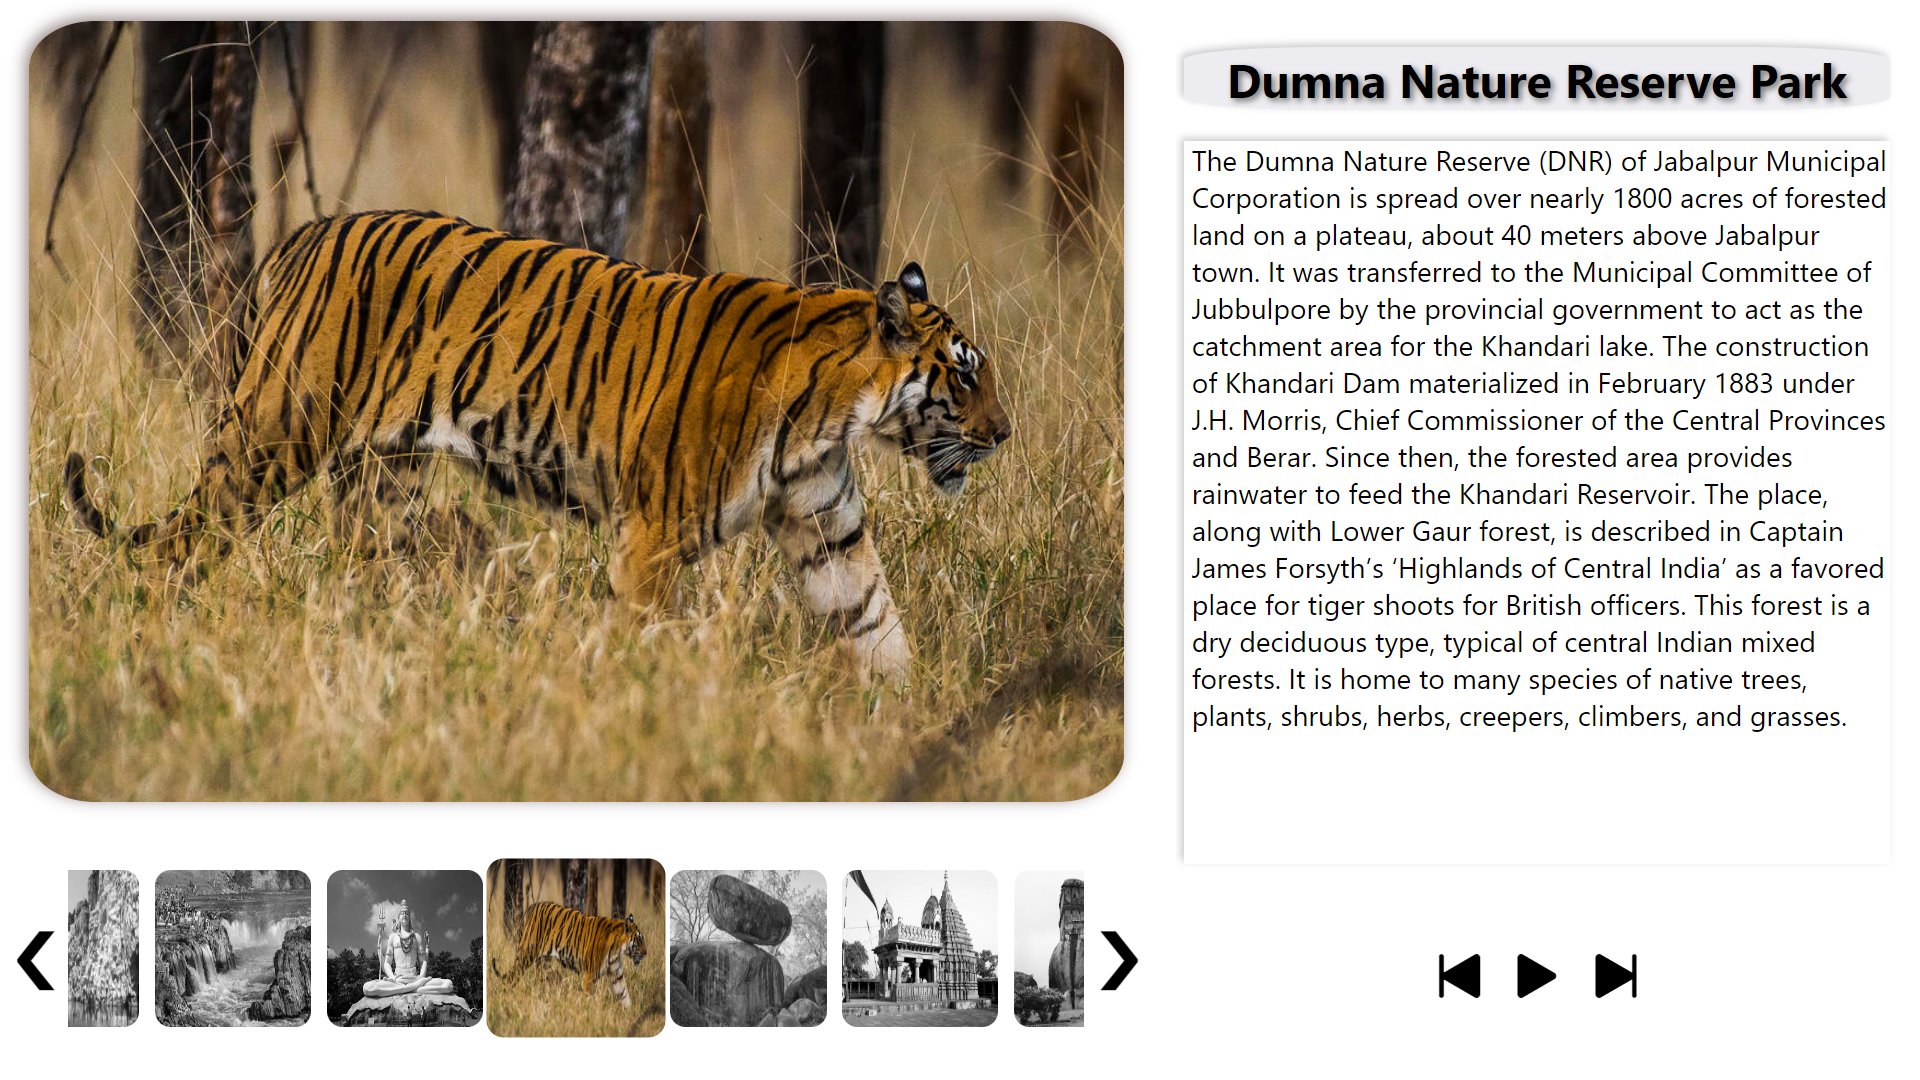 Dumna Nature Reserve Park
The Dumna Nature Reserve (DNR) of Jabalpur Municipal
Corporation is spread over nearly 1800 acres of forested
land on a plateau, about 40 meters above Jabalpur
town. It was transferred to the Municipal Committee of
Jubbulpore by the provincial government to act as the
catchment area for the Khandari lake. The construction
of Khandari Dam materialized in February 1883 under
J.H. Morris, Chief Commissioner of the Central Provinces
and Berar. Since then, the forested area provides
rainwater to feed the Khandari Reservoir. The place,
along with Lower Gaur forest, is described in Captain
James Forsyth’s ‘Highlands of Central India’ as a favored
place for tiger shoots for British officers. This forest is a
dry deciduous type, typical of central Indian mixed
forests. It is home to many species of native trees,
plants, shrubs, herbs, creepers, climbers, and grasses.